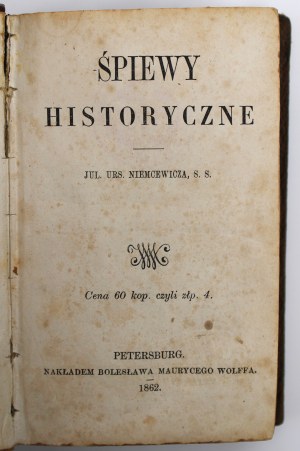 ŚPIEWY
HISTORYCZNE
JUL. URS. NIEMCEWICZA, S. S.
Cena 60 kop. czyli złp. 4.
PETERSBURG.
NAKŁADEM BOLESŁAWA MAURYCEGO WOLFFA.
1862.